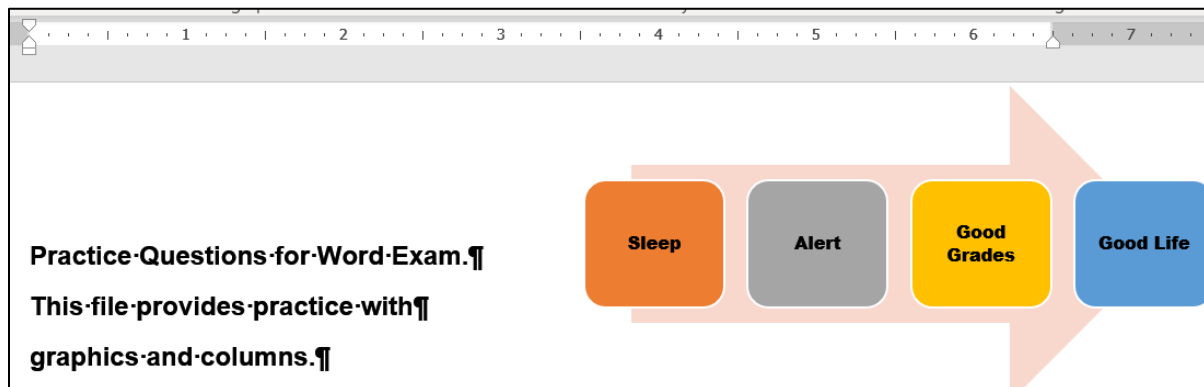 1 2 3 4 5 6 7
Practice·Questions·for·Word·Exam.¶
This·file·provides·practice·with¶
graphics·and·columns.¶
Sleep
Alert
Good
Grades
Good Life